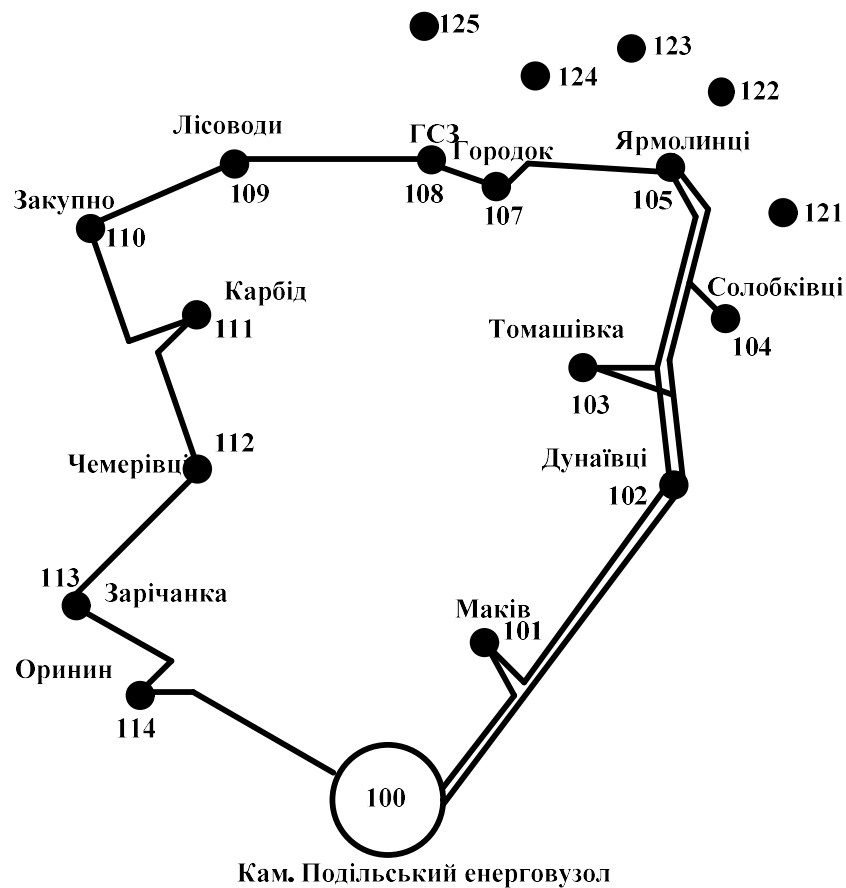 125
123
124
122
Лісоводи
ГСЗ
Городок
Ярмолинці
109
108
107
105
Закупно
110
121
Карбід
111
Солобківці
104
Томашівка
103
112
Чемерівці
Дунаївці
102
113
Зарічанка
Маків
101
Оринин
114
100
Кам. Подільський енерговузол